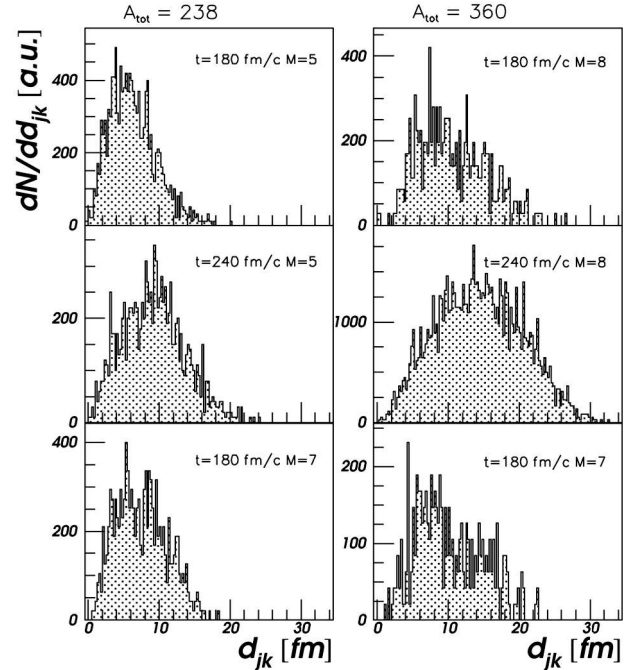 A_tot = 238 A_tot = 360
dN/dd_jk [a.u.]
t=180 fm/c M=5
400
200
0
t=180 fm/c M=8
400
200
0
t=240 fm/c M=5
200
0
t=240 fm/c M=8
1000
0
t=180 fm/c M=7
400
200
0
t=180 fm/c M=7
200
100
0
0 10 20 30 0 10 20 30
d_jk [fm] d_jk [fm]